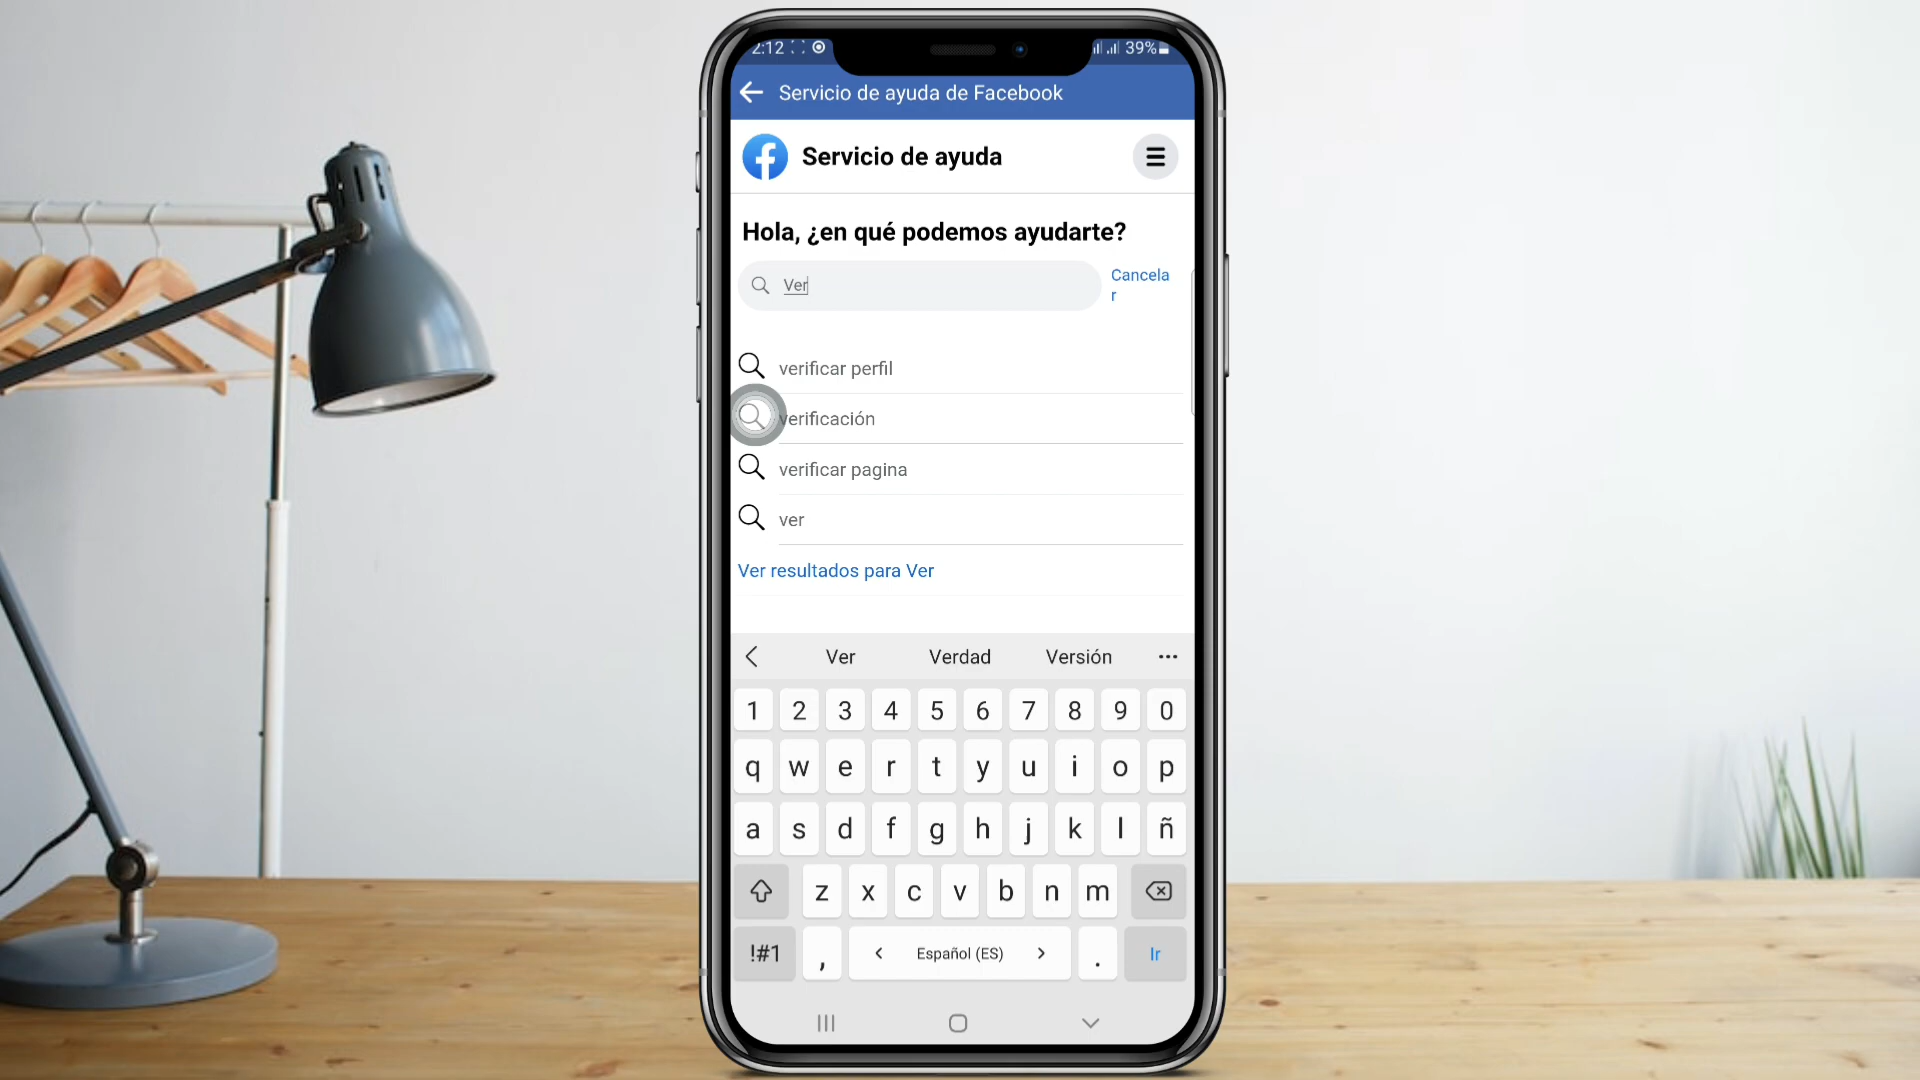 2:12
39%
Servicio de ayuda de Facebook
Servicio de ayuda
Hola, ¿en qué podemos ayudarte?
Ver
Cancela
r
verificar perfil
verificación
verificar pagina
ver
Ver resultados para Ver
Ver Verdad Versión
1 2 3 4 5 6 7 8 9 0
q w e r t y u i o p
a s d f g h j k l ñ
z x c v b n m
!#1 , < Español (ES) > . Ir